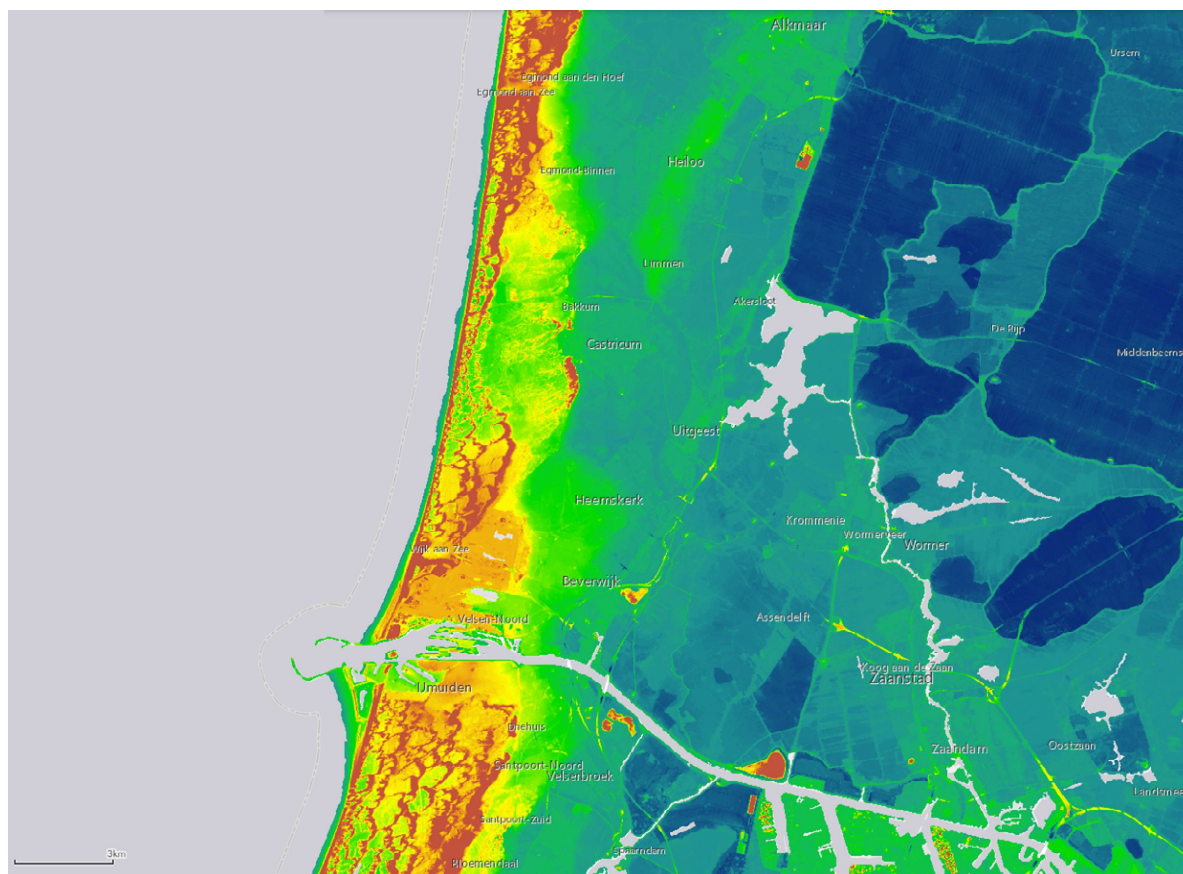 Alkmaar
Ursem
Egmond aan den Hoef
Egmond aan Zee
Heiloo
Egmond-Binnen
Limmen
Akersloot
Bakkum
De Rijp
Castricum
Middenbeems
Uitgeest
Heemskerk
Krommenie
Wormerveer
Wormer
Wijk aan Zee
Beverwijk
Velsen-Noord
Assendelft
Koog aan de Zaan
Zaanstad
IJmuiden
Driehuis
Zaandam
Oostzaan
Santpoort-Noord
Velserbroek
Landsmee
Santpoort-Zuid
Spaarndam
Bloemendaal
3km